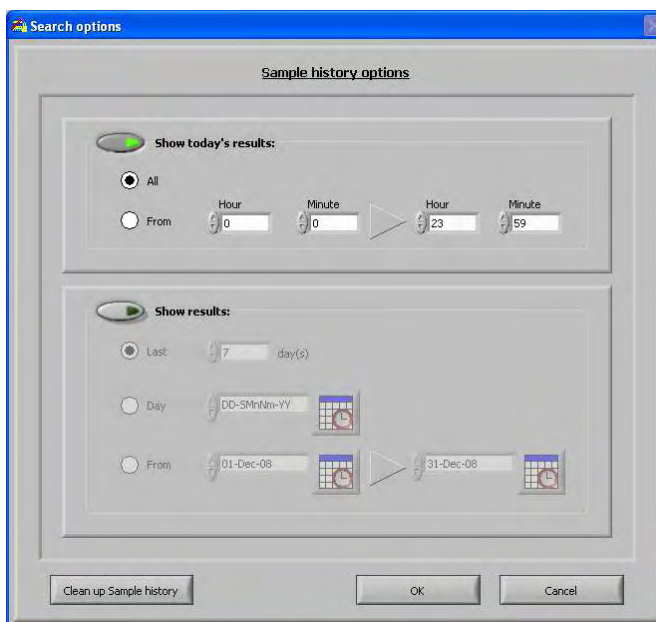 Search options
Sample history options
Show today's results:
All
Hour Minute Hour Minute
From 0 0 23 59
Show results:
Last 7 day(s)
Day DD-SMnNm-YY
From 01-Dec-08 31-Dec-08
Clean up Sample history OK Cancel